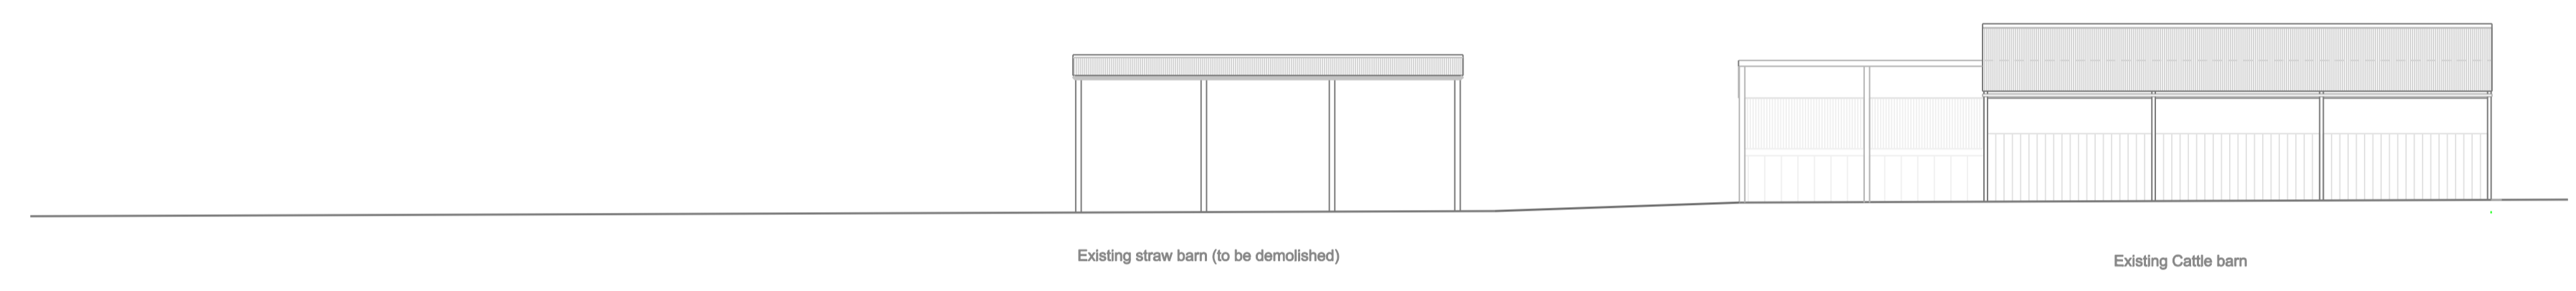 Existing straw barn (to be demolished)
Existing Cattle barn